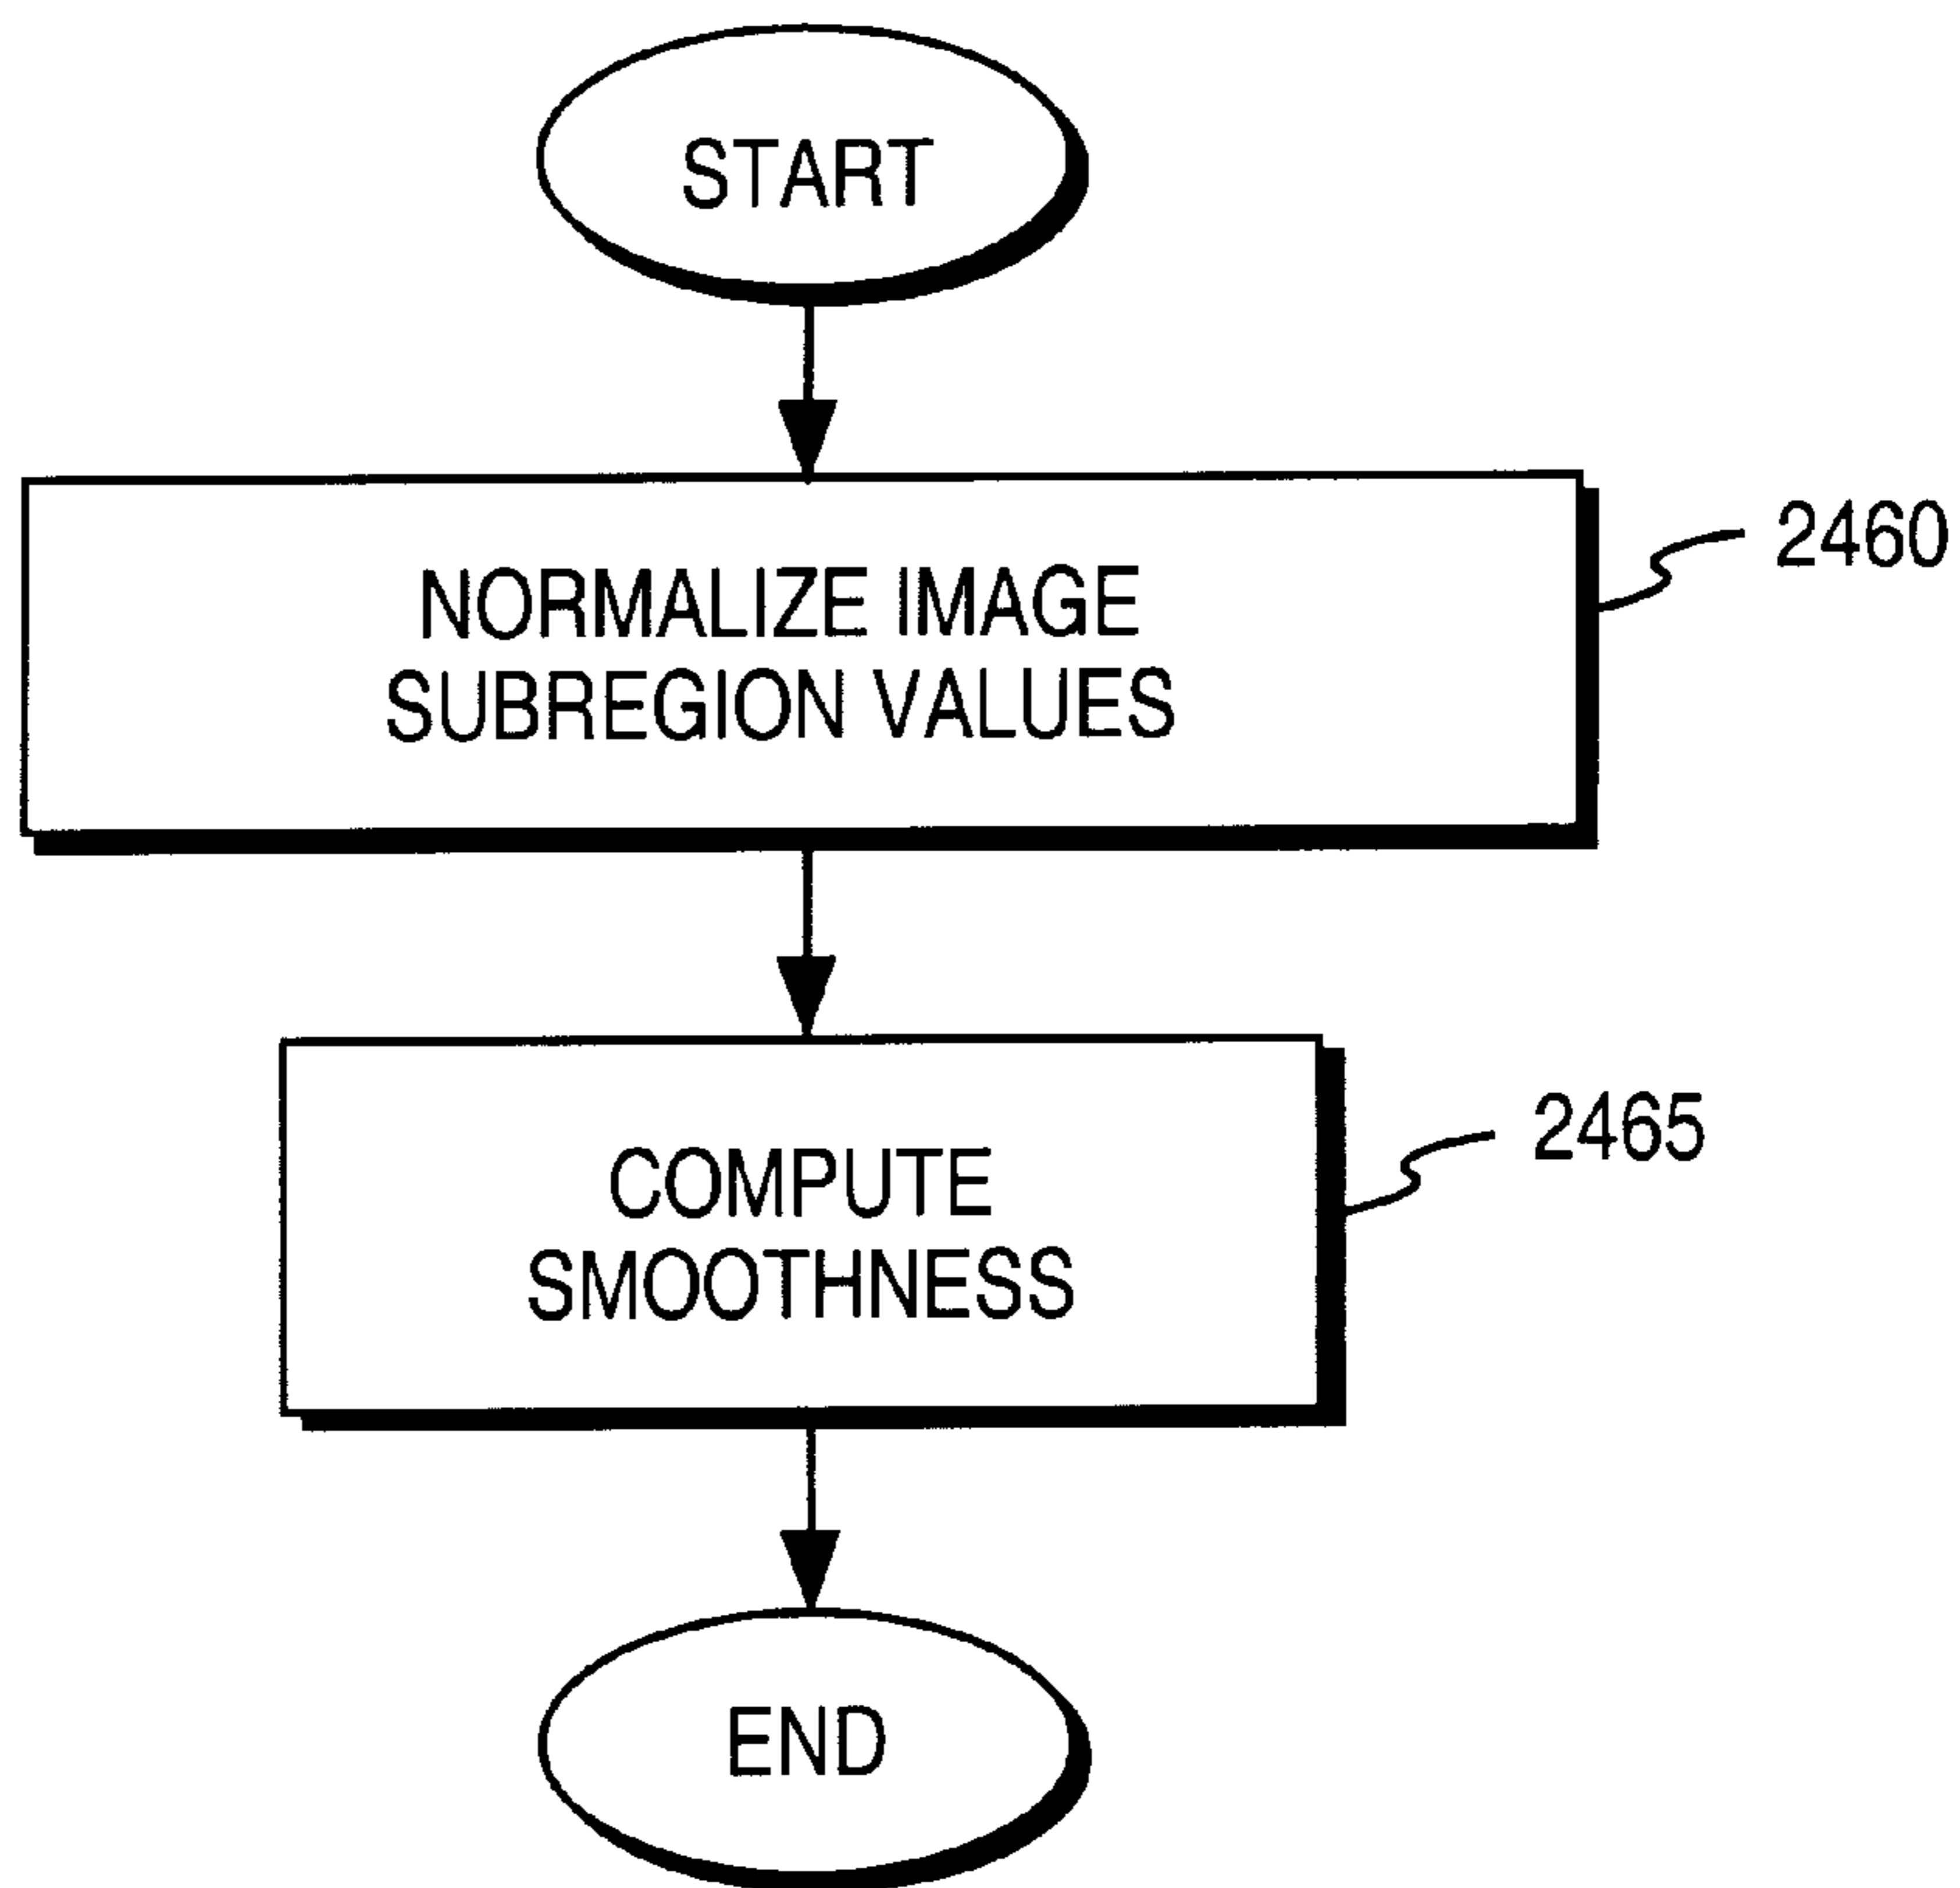 START
NORMALIZE IMAGE
SUBREGION VALUES
2460
COMPUTE
SMOOTHNESS
2465
END